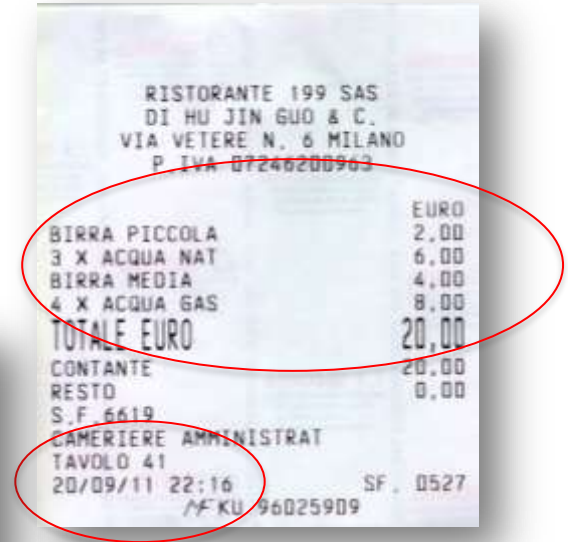 RISTORANTE 199 SAS
DI HU JIN GUO & C.
VIA VETERE N. 6 MILANO
P.IVA 07246200963
EURO
BIRRA PICCOLA 2,00
3 X ACQUA NAT 6,00
BIRRA MEDIA 4,00
4 X ACQUA GAS 8,00
TOTALE EURO 20,00
CONTANTE 20,00
RESTO 0,00
S.F.6619
CAMERIERE AMMINISTRAT
TAVOLO 41
20/09/11 22:16 SF. 0527
MF KU 96025909